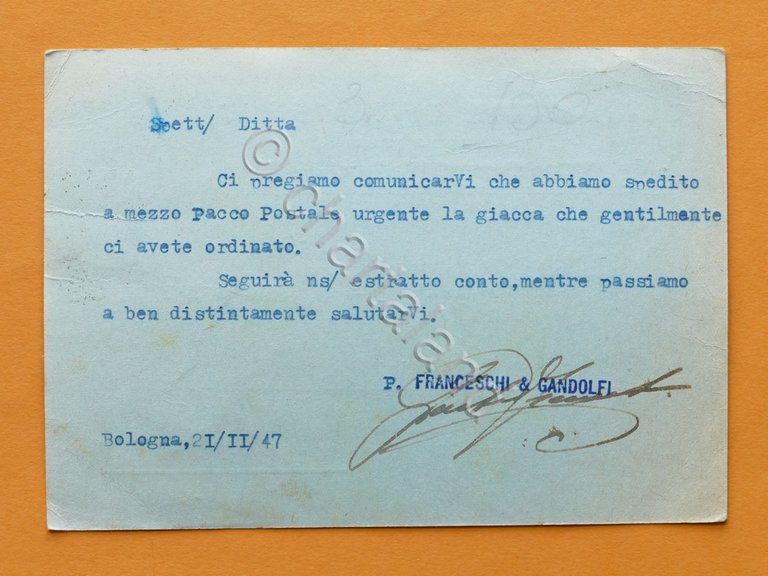 Spett/ Ditta
Ci pregiamo comunicarVi che abbiamo spedito
a mezzo pacco Postale urgente la giacca che gentilmente
ci avete ordinato.
Seguirà ns/ estratto conto,mentre passiamo
a ben distintamente salutarVi.
P. FRANCESCHI & GANDOLFI
Bologna,2I/II/47